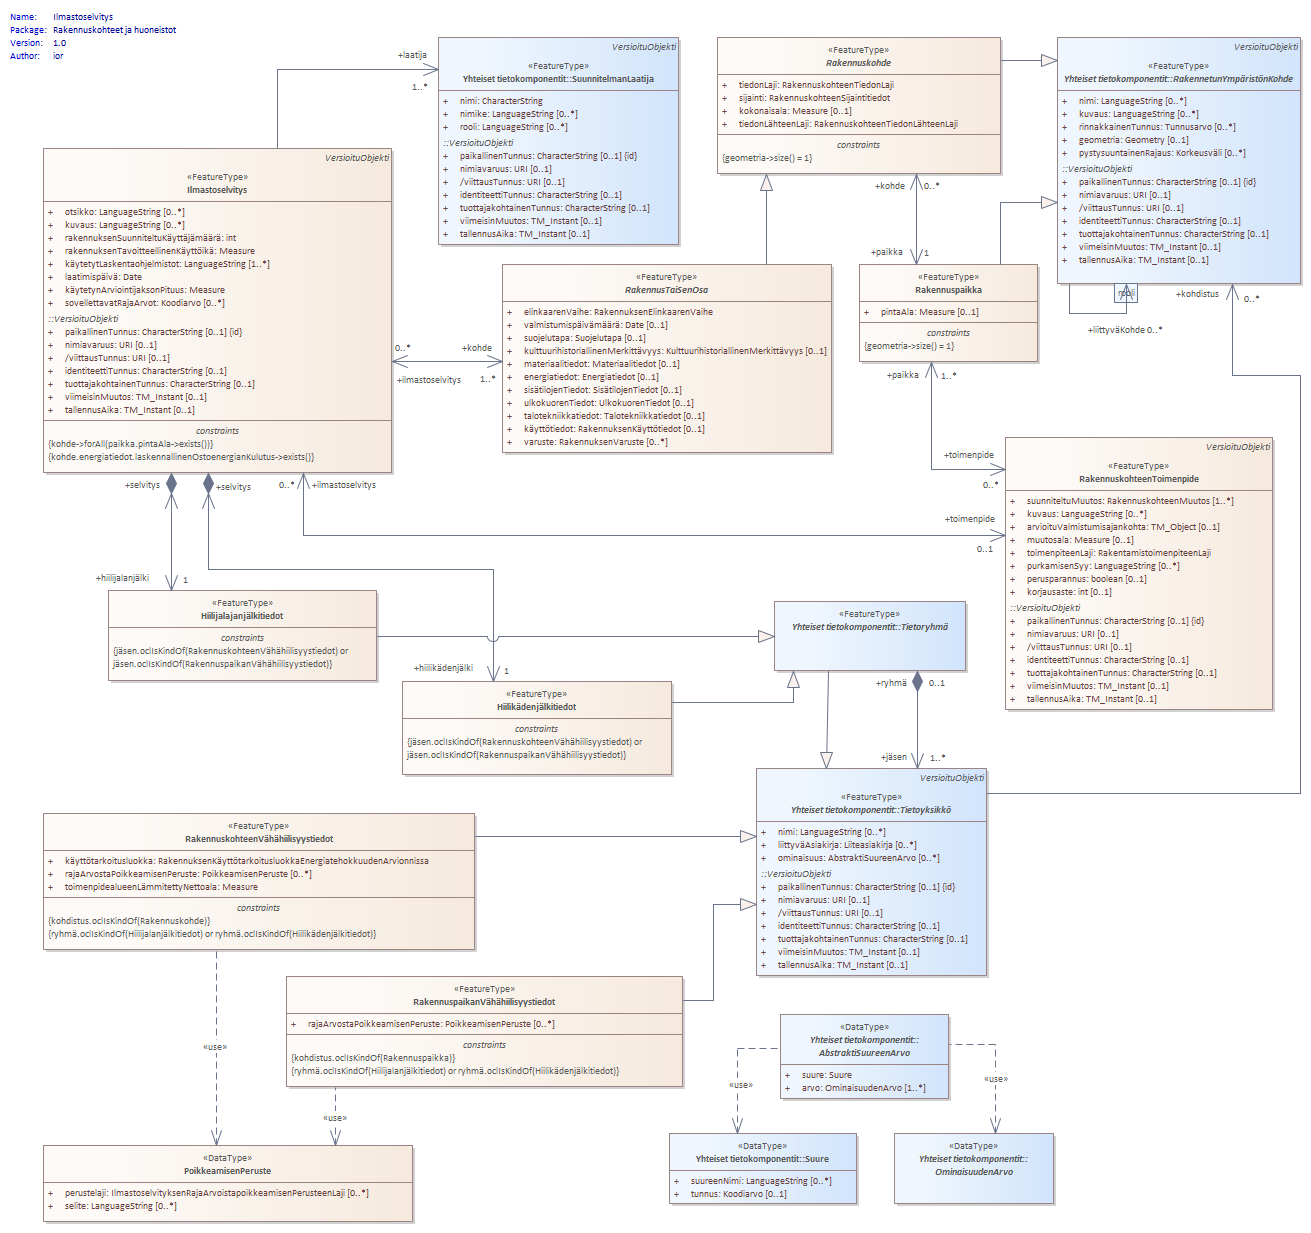 Name: Ilmastoselvitys
Package: Rakennuskohteet ja huoneistot
Version: 1.0
Author: ior
VersioituObjekti
«FeatureType»
Yhteiset tietokomponentit::SuunnitelmanLaatija
+ nimi: CharacterString
+ nimike: LanguageString [0..*]
+ rooli: LanguageString [0..*]
::VersioituObjekti
+ paikallinenTunnus: CharacterString [0..1] {id}
+ nimiavaruus: URI [0..1]
+ /viittausTunnus: URI [0..1]
+ identiteettiTunnus: CharacterString [0..1]
+ tuottajakohtainenTunnus: CharacterString [0..1]
+ viimeisinMuutos: TM_Instant [0..1]
+ tallennusAika: TM_Instant [0..1]
+laatija
1..*
«FeatureType»
Rakennuskohde
+ tiedonLaji: RakennuskohteenTiedonLaji
+ sijainti: RakennuskohteenSijaintitiedot
+ kokonaisala: Measure [0..1]
+ tiedonLähteenLaji: RakennuskohteenTiedonLähteenLaji
constraints
{geometria->size() = 1}
VersioituObjekti
«FeatureType»
Yhteiset tietokomponentit::RakennetunYmpäristönKohde
+ nimi: LanguageString [0..*]
+ kuvaus: LanguageString [0..*]
+ rinnakkainenTunnus: Tunnusarvo [0..*]
+ geometria: Geometry [0..1]
+ pystysuuntainenRajaus: Korkeusväli [0..*]
::VersioituObjekti
+ paikallinenTunnus: CharacterString [0..1] {id}
+ nimiavaruus: URI [0..1]
+ /viittausTunnus: URI [0..1]
+ identiteettiTunnus: CharacterString [0..1]
+ tuottajakohtainenTunnus: CharacterString [0..1]
+ viimeisinMuutos: TM_Instant [0..1]
+ tallennusAika: TM_Instant [0..1]
rooli
+liittyväKohde 0..*
+kohdistus
0..*
VersioituObjekti
«FeatureType»
Ilmastoselvitys
+ otsikko: LanguageString [0..*]
+ kuvaus: LanguageString [0..*]
+ rakennuksenSuunniteltuKäyttäjämäärä: int
+ rakennuksenTavoitteellinenKäyttöikä: Measure
+ käytetytLaskentaohjelmistot: LanguageString [1..*]
+ laatimispäivä: Date
+ käytetynArviointijaksonPituus: Measure
+ sovellettavatRajaArvot: Koodiarvo [0..*]
::VersioituObjekti
+ paikallinenTunnus: CharacterString [0..1] {id}
+ nimiavaruus: URI [0..1]
+ /viittausTunnus: URI [0..1]
+ identiteettiTunnus: CharacterString [0..1]
+ tuottajakohtainenTunnus: CharacterString [0..1]
+ viimeisinMuutos: TM_Instant [0..1]
+ tallennusAika: TM_Instant [0..1]
constraints
{kohde->forAll(paikka.pintaAla->exists())}
{kohde.energiatiedot.laskennallinenOstoenergianKulutus->exists()}
0..*
+ilmastoselvitys
+kohde
1..*
«FeatureType»
RakennusTaiSenOsa
+ elinkaarenVaihe: RakennuksenElinkaarenVaihe
+ valmistumispäivämäärä: Date [0..1]
+ suojelutapa: Suojelutapa [0..1]
+ kulttuurihistoriallinenMerkittävyys: KulttuurihistoriallinenMerkittävyys [0..1]
+ materiaalitiedot: Materiaalitiedot [0..1]
+ energiatiedot: Energiatiedot [0..1]
+ sisätilojenTiedot: SisätilojenTiedot [0..1]
+ ulkokuorenTiedot: UlkokuorenTiedot [0..1]
+ talotekniikkatiedot: Talotekniikkatiedot [0..1]
+ käyttötiedot: RakennuksenKäyttötiedot [0..1]
+ varuste: RakennuksenVaruste [0..*]
+kohde
0..*
+paikka
1
«FeatureType»
Rakennuspaikka
+ pintaAla: Measure [0..1]
constraints
{geometria->size() = 1}
+paikka
1..*
+toimenpide
0..*
VersioituObjekti
«FeatureType»
RakennuskohteenToimenpide
+ suunniteltuMuutos: RakennuskohteenMuutos [1..*]
+ kuvaus: LanguageString [0..*]
+ arvioituValmistumisajankohta: TM_Object [0..1]
+ muutosala: Measure [0..1]
+ toimenpiteenLaji: RakentamistoimenpiteenLaji
+ purkamisenSyy: LanguageString [0..*]
+ perusparannus: boolean [0..1]
+ korjausaste: int [0..1]
::VersioituObjekti
+ paikallinenTunnus: CharacterString [0..1] {id}
+ nimiavaruus: URI [0..1]
+ /viittausTunnus: URI [0..1]
+ identiteettiTunnus: CharacterString [0..1]
+ tuottajakohtainenTunnus: CharacterString [0..1]
+ viimeisinMuutos: TM_Instant [0..1]
+ tallennusAika: TM_Instant [0..1]
+selvitys
+selvitys
0..*
+ilmastoselvitys
+toimenpide
0..1
+hiilijalanjälki
1
«FeatureType»
Hiilijalajanjälkitiedot
constraints
{jäsen.oclIsKindOf(RakennuskohteenVähähiilisyystiedot) or
jäsen.oclIsKindOf(RakennuspaikanVähähiilisyystiedot)}
+hiilikädenjälki
1
«FeatureType»
Hiilikädenjälkitiedot
constraints
{jäsen.oclIsKindOf(RakennuskohteenVähähiilisyystiedot) or
jäsen.oclIsKindOf(RakennuspaikanVähähiilisyystiedot)}
«FeatureType»
Yhteiset tietokomponentit::Tietoryhmä
+ryhmä
0..1
+jäsen
1..*
VersioituObjekti
«FeatureType»
Yhteiset tietokomponentit::Tietoyksikkö
+ nimi: LanguageString [0..*]
+ liittyväAsiakirja: Liiteasiakirja [0..*]
+ ominaisuus: AbstraktiSuureenArvo [0..*]
::VersioituObjekti
+ paikallinenTunnus: CharacterString [0..1] {id}
+ nimiavaruus: URI [0..1]
+ /viittausTunnus: URI [0..1]
+ identiteettiTunnus: CharacterString [0..1]
+ tuottajakohtainenTunnus: CharacterString [0..1]
+ viimeisinMuutos: TM_Instant [0..1]
+ tallennusAika: TM_Instant [0..1]
«FeatureType»
RakennuskohteenVähähiilisyystiedot
+ käyttötarkoitusluokka: RakennuksenKäyttötarkoitusluokkaEnergiatehokkuudenArvionnissa
+ rajaArvostaPoikkeamisenPeruste: PoikkeamisenPeruste [0..*]
+ toimenpidealueenLämmitettyNettoala: Measure
constraints
{kohdistus.oclIsKindOf(Rakennuskohde)}
{ryhmä.oclIsKindOf(Hiilijalanjälkitiedot) or ryhmä.oclIsKindOf(Hiilikädenjälkitiedot)}
«FeatureType»
RakennuspaikanVähähiilisyystiedot
+ rajaArvostaPoikkeamisenPeruste: PoikkeamisenPeruste [0..*]
constraints
{kohdistus.oclIsKindOf(Rakennuspaikka)}
{ryhmä.oclIsKindOf(Hiilijalanjälkitiedot) or ryhmä.oclIsKindOf(Hiilikädenjälkitiedot)}
«use»
«use»
«DataType»
PoikkeamisenPeruste
+ perustelaji: IlmastoselvityksenRajaArvoistapoikkeamisenPerusteenLaji [0..*]
+ selite: LanguageString [0..*]
«DataType»
Yhteiset tietokomponentit::
AbstraktiSuureenArvo
+ suure: Suure
+ arvo: OminaisuudenArvo [1..*]
«use»
«use»
«DataType»
Yhteiset tietokomponentit::Suure
+ suureenNimi: LanguageString [0..*]
+ tunnus: Koodiarvo [0..1]
«DataType»
Yhteiset tietokomponentit::
OminaisuudenArvo